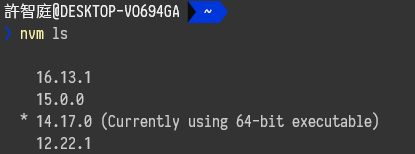 許智庭@DESKTOP-VO694GA ~
❯ nvm ls
16.13.1
15.0.0
* 14.17.0 (Currently using 64-bit executable)
12.22.1